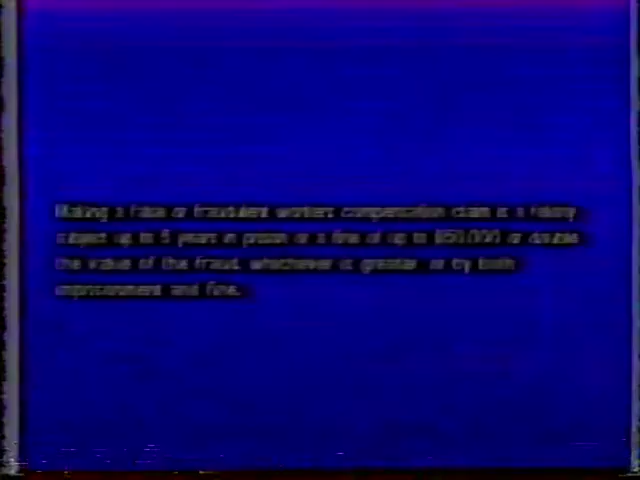 Making a false or fraudulent workers compensation claim is a felony
subject up to 5 years in prison or a fine of up to $50,000 or double
the value of the fraud, whichever is greater, or by both
imprisonment and fine.